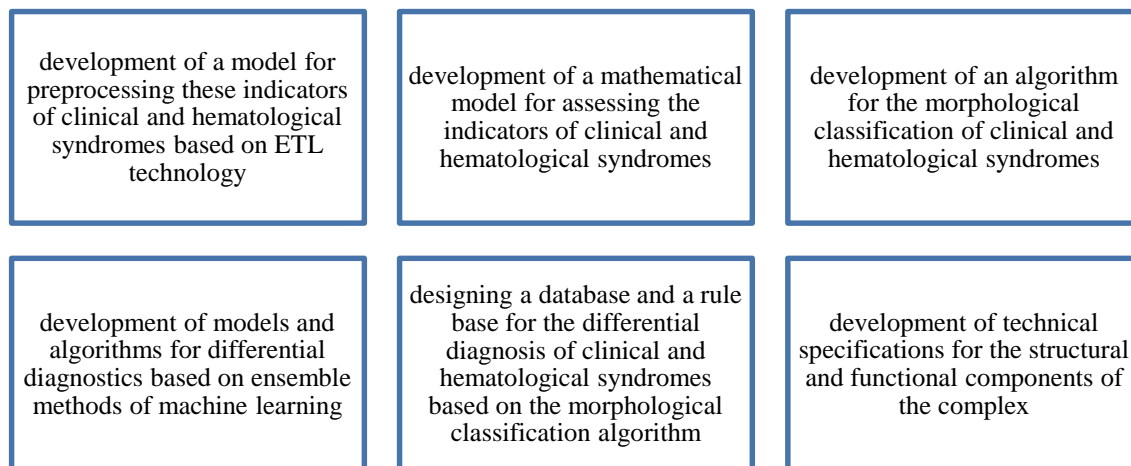 development of a model for
preprocessing these indicators
of clinical and hematological
syndromes based on ETL
technology
development of a mathematical
model for assessing the
indicators of clinical and
hematological syndromes
development of an algorithm
for the morphological
classification of clinical and
hematological syndromes
development of models and
algorithms for differential
diagnostics based on ensemble
methods of machine learning
designing a database and a rule
base for the differential
diagnosis of clinical and
hematological syndromes
based on the morphological
classification algorithm
development of technical
specifications for the structural
and functional components of
the complex